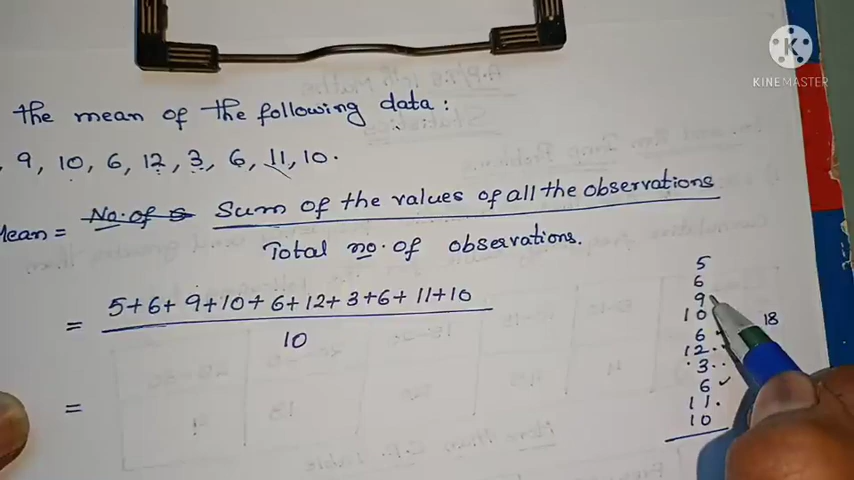 KINEMASTER
the mean of the following data :
, 9, 10, 6, 12, 3, 6, 11, 10.
Mean = No. of Sum of the values of all the observations
Total no. of observations.
= 5+6+ 9+10+ 6+12+ 3+6+ 11+10
10
=
5
6
9
10
18
6
12
3
6
11
10